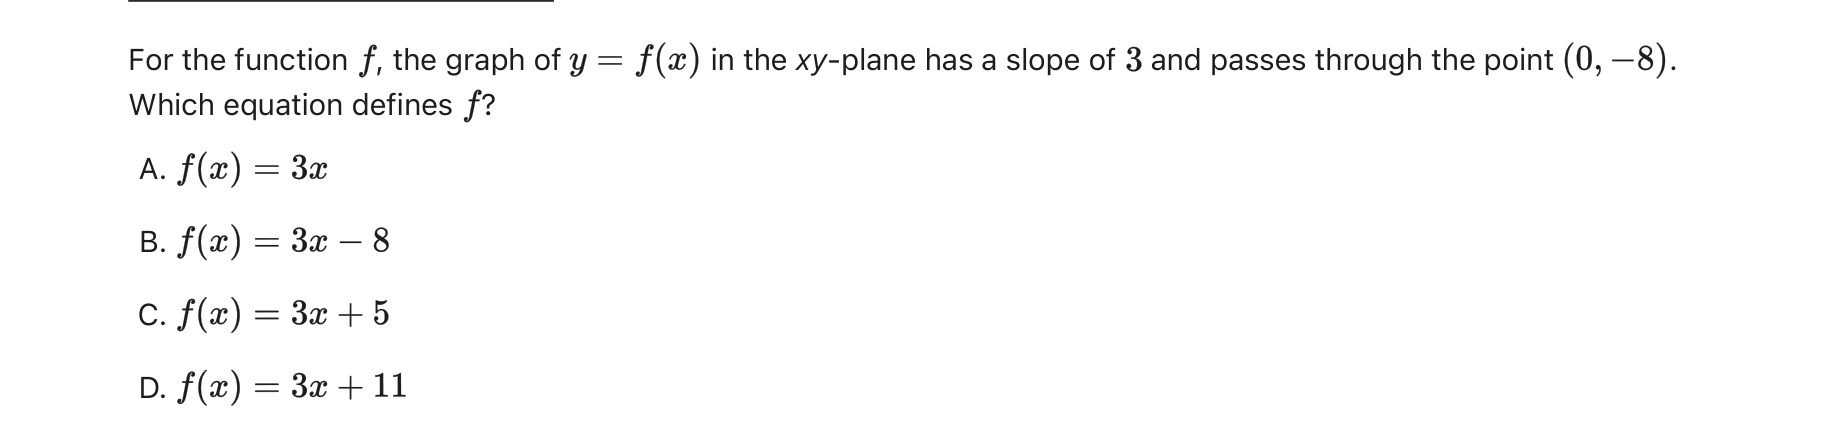 For the function f, the graph of y = f(x) in the xy-plane has a slope of 3 and passes through the point (0, −8).
Which equation defines f?
A. f(x) = 3x
B. f(x) = 3x − 8
C. f(x) = 3x + 5
D. f(x) = 3x + 11